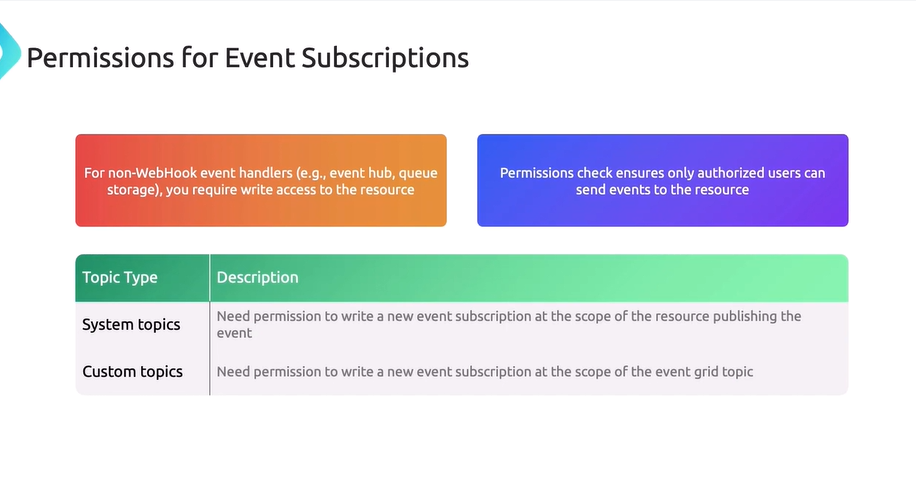 Permissions for Event Subscriptions
For non-WebHook event handlers (e.g., event hub, queue
storage), you require write access to the resource
Permissions check ensures only authorized users can
send events to the resource
Topic Type
Description
System topics
Need permission to write a new event subscription at the scope of the resource publishing the
event
Custom topics
Need permission to write a new event subscription at the scope of the event grid topic